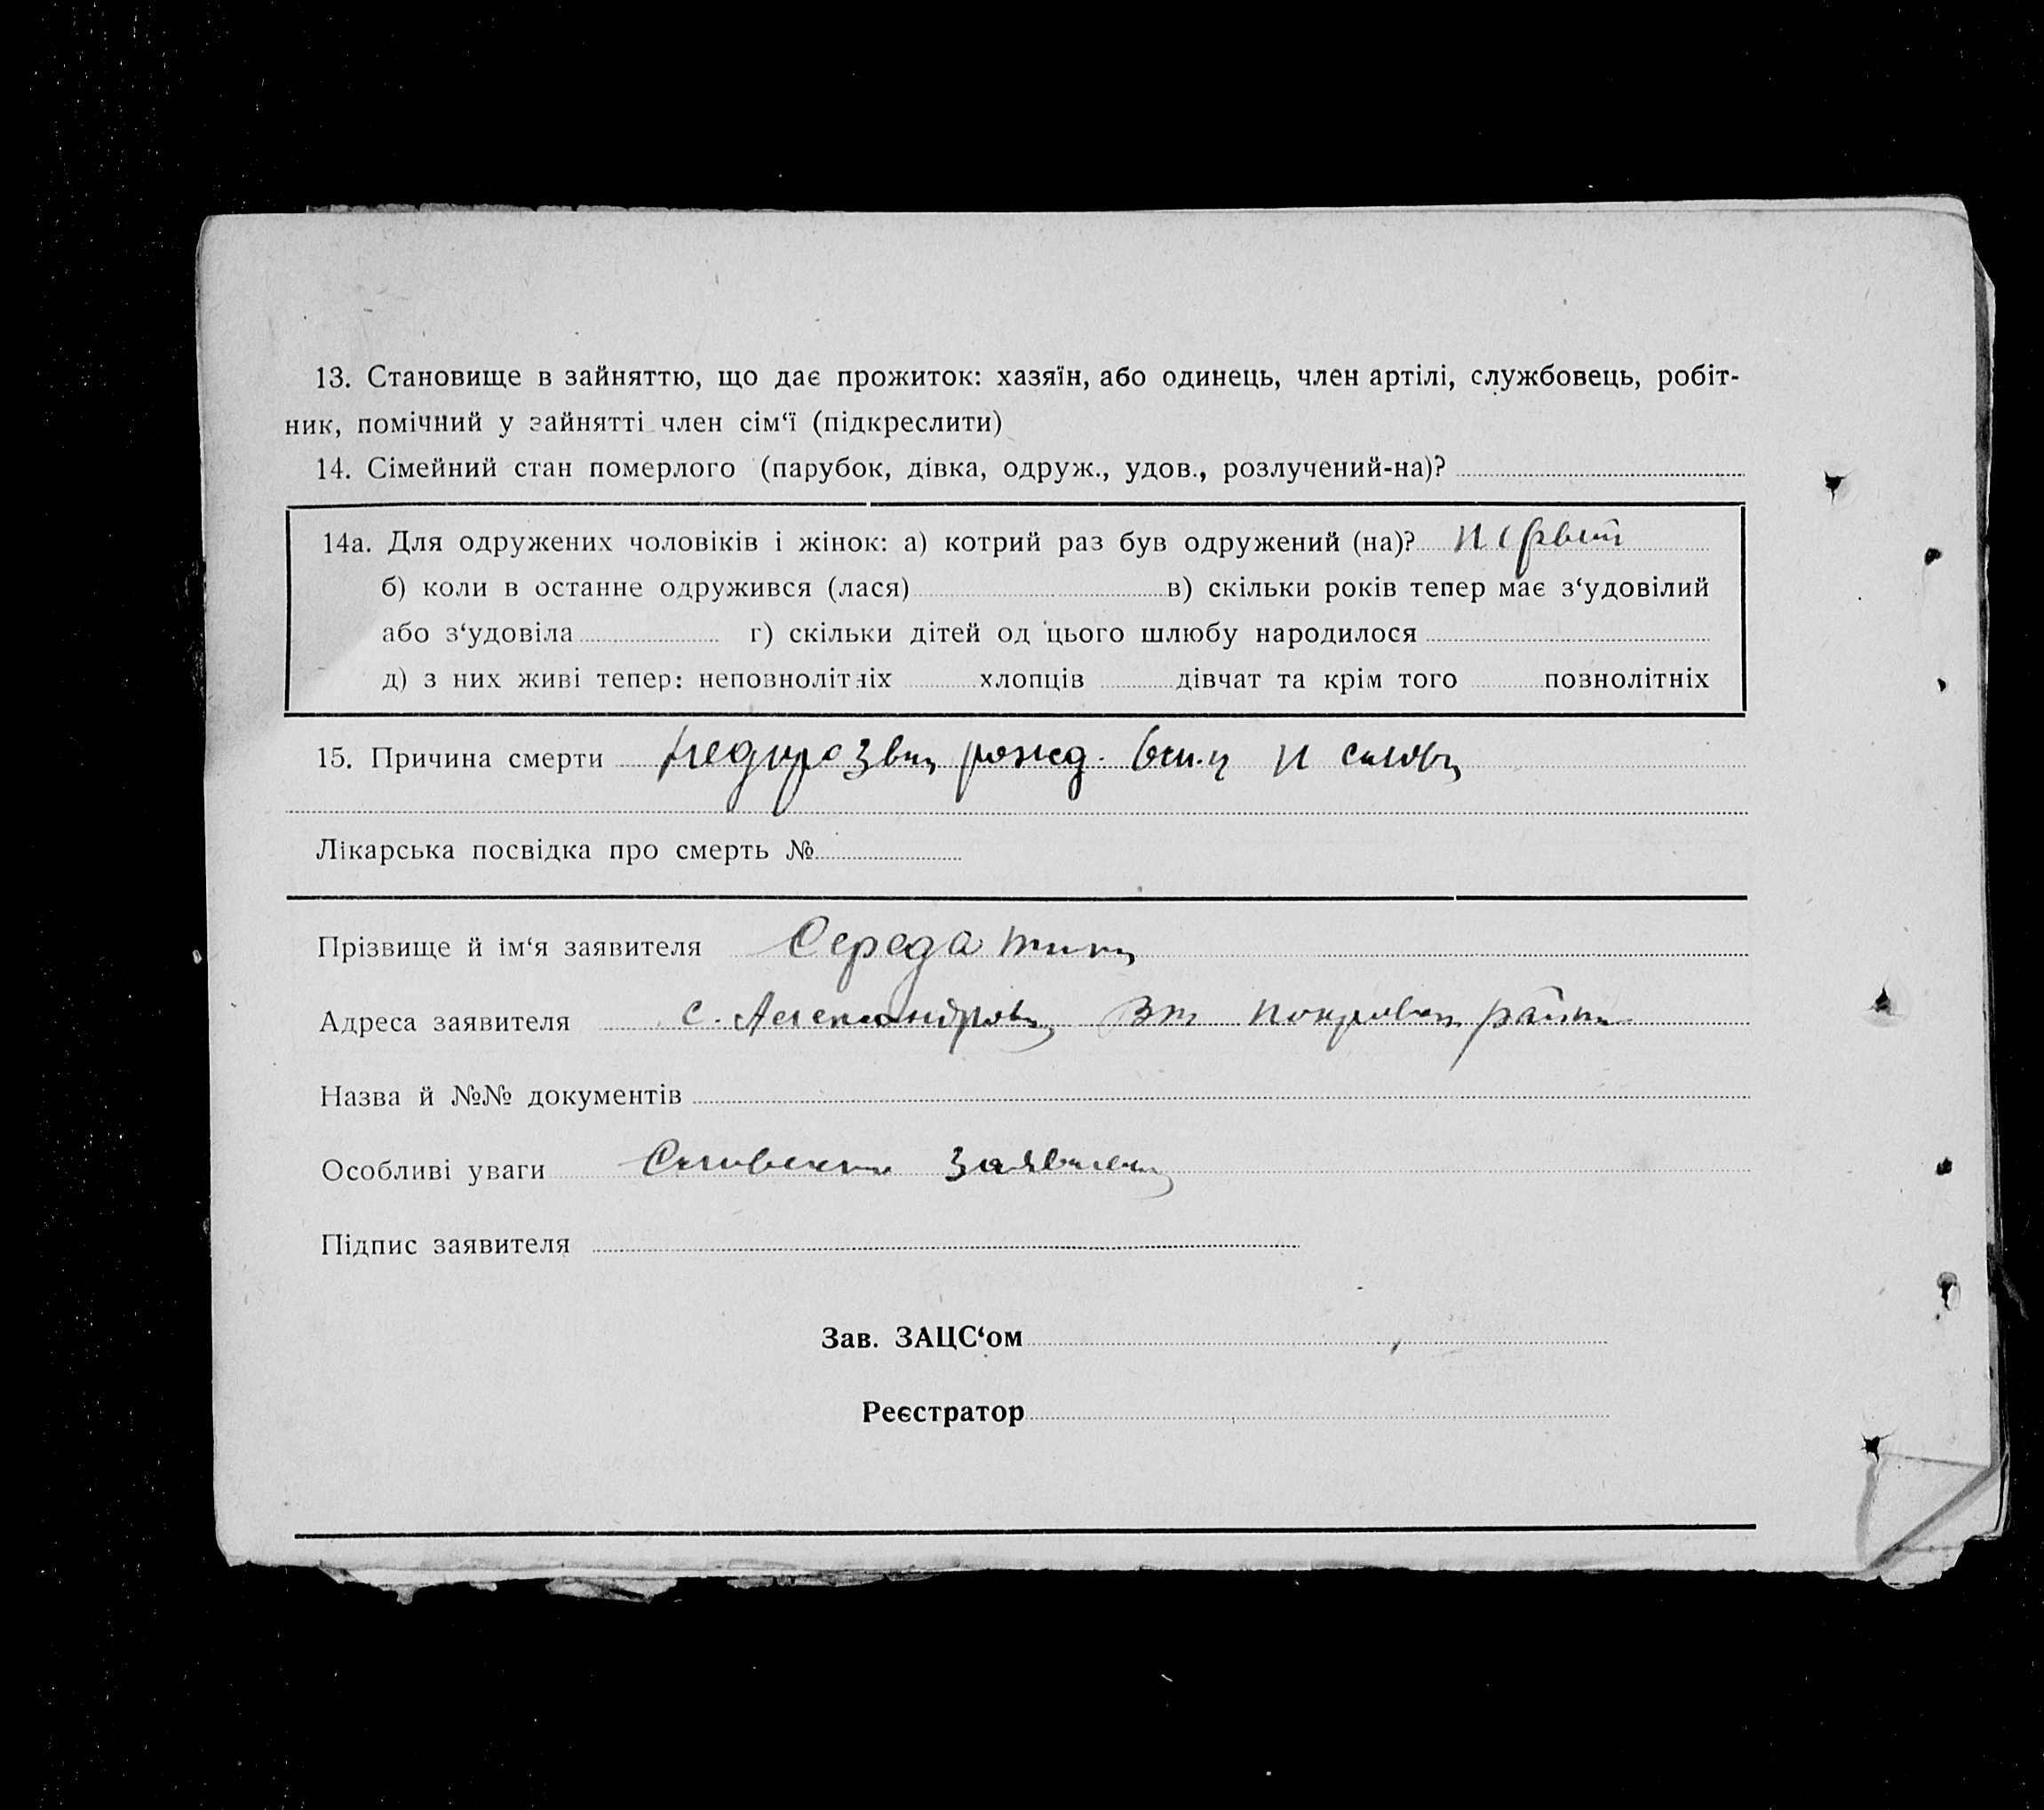 13. Становище в зайняттю, що дає прожиток: хазяїн, або одинець, член артілі, службовець, робіт-
ник, помічний у зайнятті член сім‘ї (підкреслити)
14. Сімейний стан померлого (парубок, дівка, одруж., удов., розлучений-на)?
14а. Для одружених чоловіків і жінок: а) котрий раз був одружений (на)? первый
б) коли в останне одружився (лася) в) скільки років тепер має з‘удовілий
або з‘удовіла г) скільки дітей од цього шлюбу народилося
д) з них живі тепер: неповнолітніх хлопців дівчат та крім того повнолітніх
15. Причина смерти
Лікарська посвідка про смерть №
Прізвище й ім‘я заявителя Середа
Адреса заявителя с. Александровка район
Назва й №№ документів
Особливі уваги
Підпис заявителя
Зав. ЗАЦС‘ом
Реєстратор